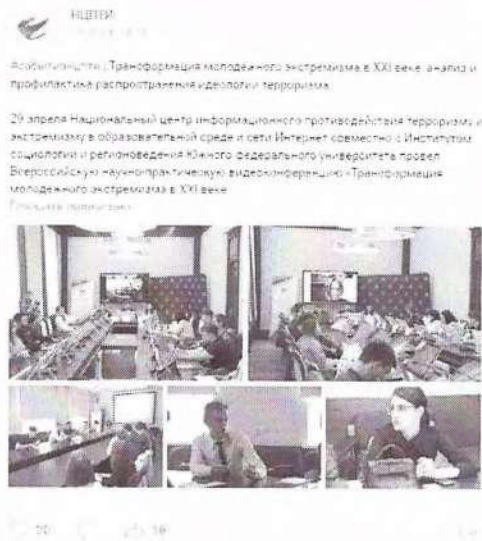 НЦПТИ
#событиянцпти | Трансформация молодежного экстремизма в XXI веке: анализ и
профилактика распространения идеологии терроризма
29 апреля Национальный центр информационного противодействия терроризму и
экстремизму в образовательной среде и сети Интернет совместно с Институтом
социологии и регионоведения Южного федерального университета провел
Всероссийскую научно-практическую видеоконференцию «Трансформация
молодежного экстремизма в XXI веке
Показать полностью